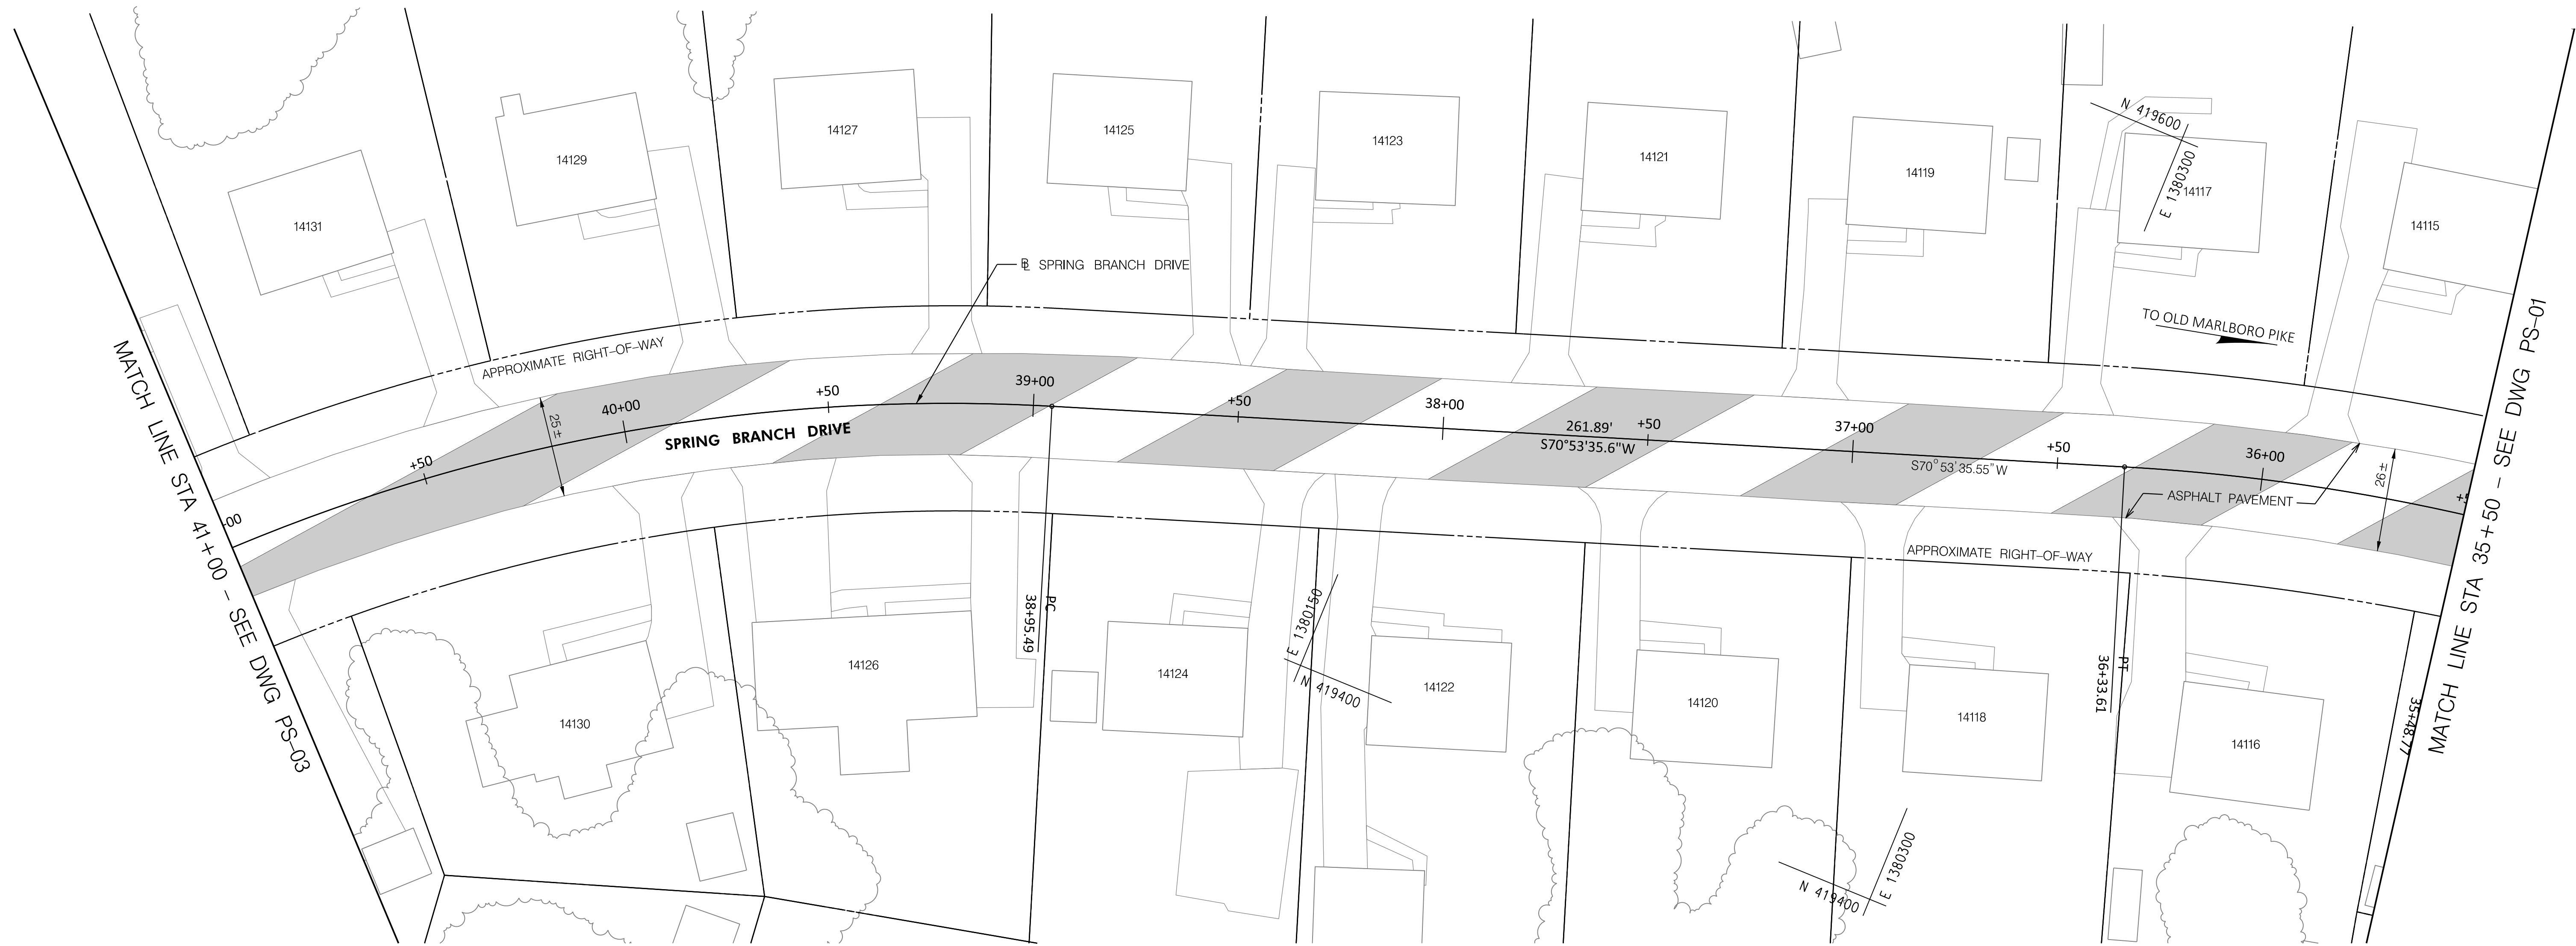 14131
14129
14127
14125
14123
14121
14119
N 419600
E 1380300
14117
14115
TO OLD MARLBORO PIKE
SPRING BRANCH DRIVE
APPROXIMATE RIGHT-OF-WAY
MATCH LINE STA 41+00 - SEE DWG PS-03
-00
+50
25±
40+00
SPRING BRANCH DRIVE
+50
39+00
+50
38+00
261.89'
S70°53'35.6"W
+50
37+00
S70°53'35.55"W
+50
36+00
ASPHALT PAVEMENT
26±
MATCH LINE STA 35+50 - SEE DWG PS-01
APPROXIMATE RIGHT-OF-WAY
PC
38+95.49
PT
36+33.61
35+48.77
14130
14126
14124
E 1380150
N 419400
14122
14120
14118
14116
N 419400
E 1380300